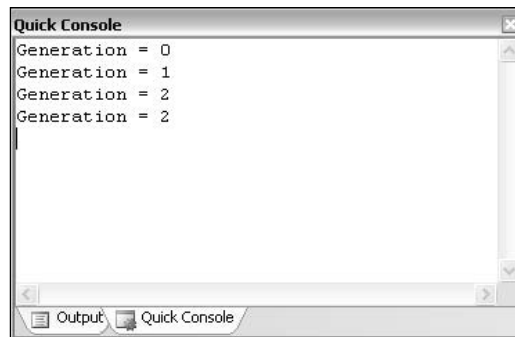 Quick Console
Generation = 0
Generation = 1
Generation = 2
Generation = 2
Output
Quick Console